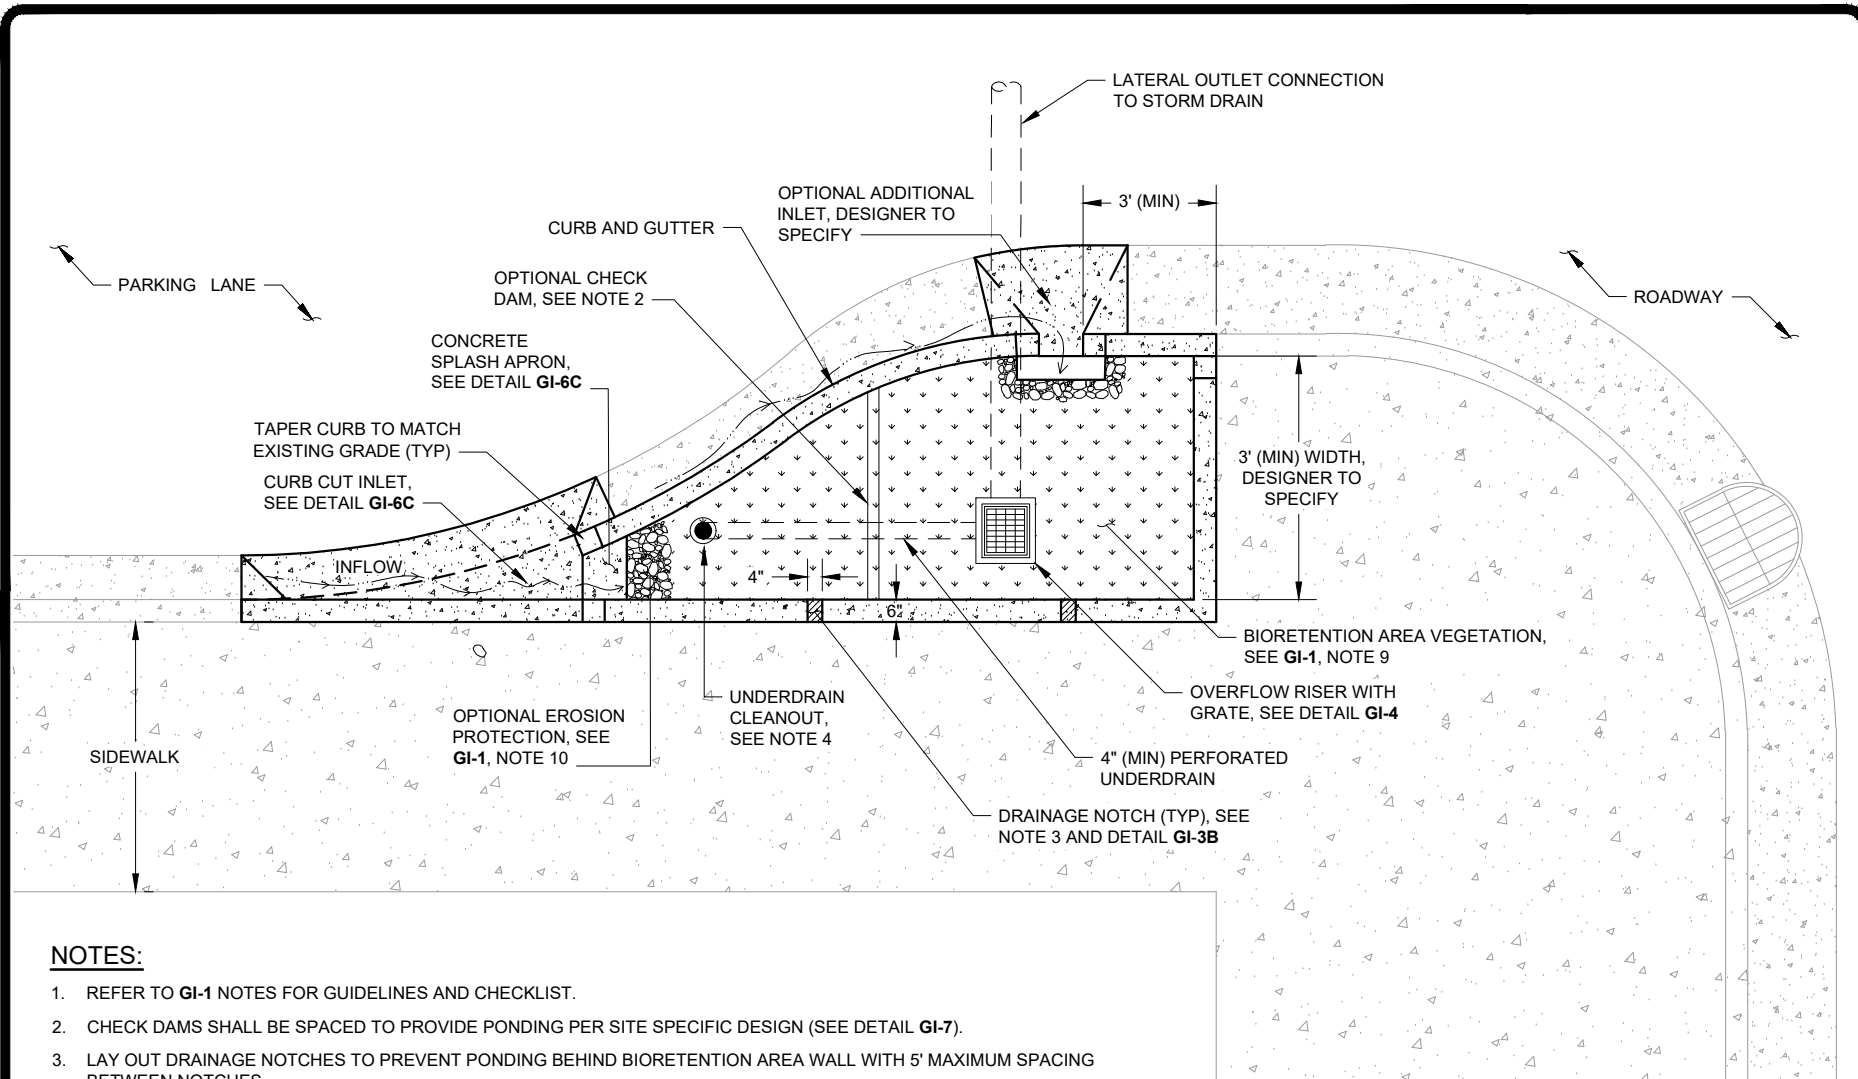 LATERAL OUTLET CONNECTION
TO STORM DRAIN
OPTIONAL ADDITIONAL
INLET, DESIGNER TO
SPECIFY
3' (MIN)
CURB AND GUTTER
OPTIONAL CHECK
DAM, SEE NOTE 2
PARKING LANE
ROADWAY
CONCRETE
SPLASH APRON,
SEE DETAIL GI-6C
TAPER CURB TO MATCH
EXISTING GRADE (TYP)
CURB CUT INLET,
SEE DETAIL GI-6C
3' (MIN) WIDTH,
DESIGNER TO
SPECIFY
INFLOW
4"
6"
BIORETENTION AREA VEGETATION,
SEE GI-1, NOTE 9
OVERFLOW RISER WITH
GRATE, SEE DETAIL GI-4
UNDERDRAIN
CLEANOUT,
SEE NOTE 4
OPTIONAL EROSION
PROTECTION, SEE
GI-1, NOTE 10
SIDEWALK
4" (MIN) PERFORATED
UNDERDRAIN
DRAINAGE NOTCH (TYP), SEE
NOTE 3 AND DETAIL GI-3B
NOTES:
1. REFER TO GI-1 NOTES FOR GUIDELINES AND CHECKLIST.
2. CHECK DAMS SHALL BE SPACED TO PROVIDE PONDING PER SITE SPECIFIC DESIGN (SEE DETAIL GI-7).
3. LAY OUT DRAINAGE NOTCHES TO PREVENT PONDING BEHIND BIORETENTION AREA WALL WITH 5' MAXIMUM SPACING
BETWEEN NOTCHES